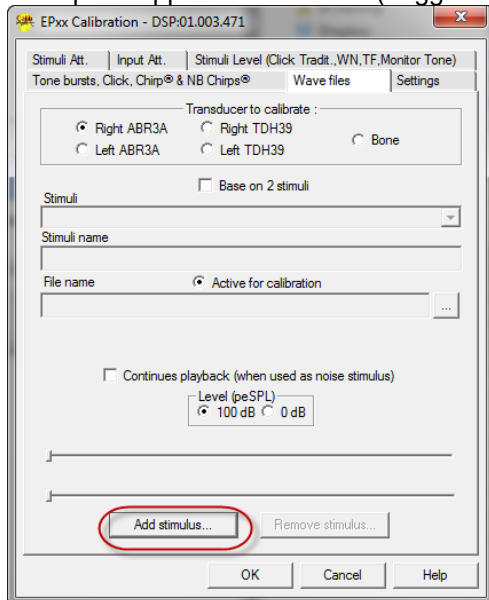 EPxx Calibration - DSP:01.003.471
Stimuli Att. Input Att. Stimuli Level (Click Tradit.,WN,TF,Monitor Tone)
Tone bursts, Click, Chirp® & NB Chirps® Wave files Settings
Transducer to calibrate :
Right ABR3A Right TDH39 Bone
Left ABR3A Left TDH39
Base on 2 stimuli
Stimuli
Stimuli name
File name Active for calibration
...
Continues playback (when used as noise stimulus)
Level (peSPL)
100 dB 0 dB
Add stimulus... Remove stimulus...
OK Cancel Help